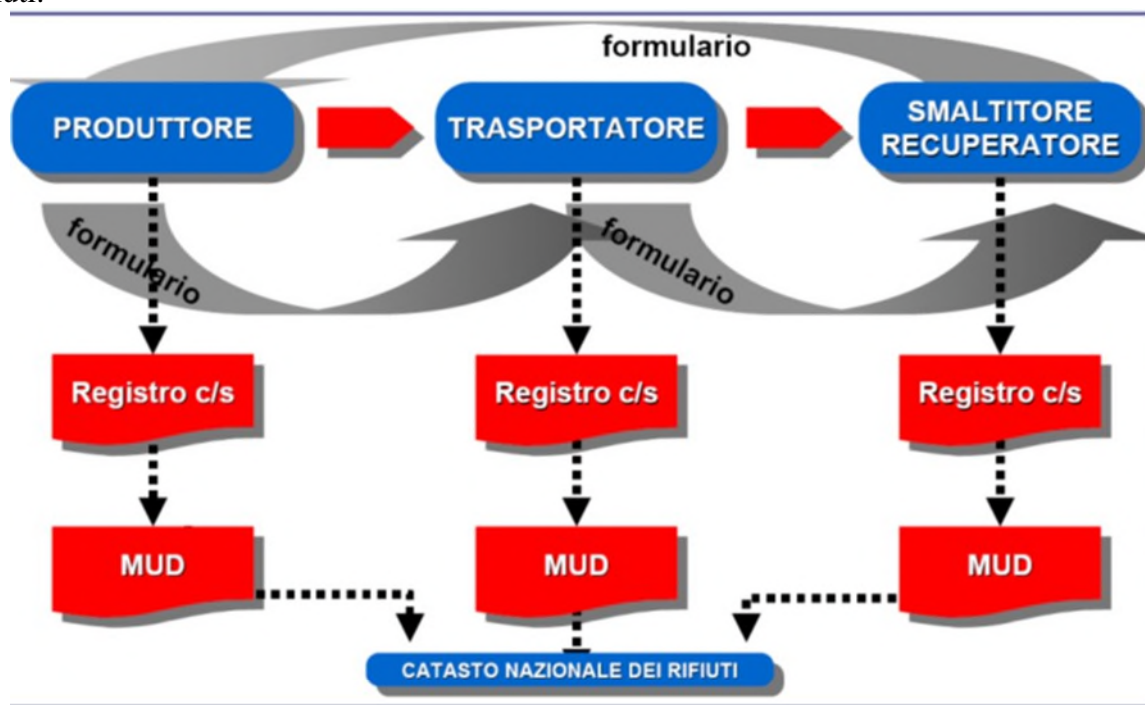 formulario
PRODUTTORE
TRASPORTATORE
SMALTITORE
RECUPERATORE
formulario
formulario
Registro c/s
Registro c/s
Registro c/s
MUD
MUD
MUD
CATASTO NAZIONALE DEI RIFIUTI